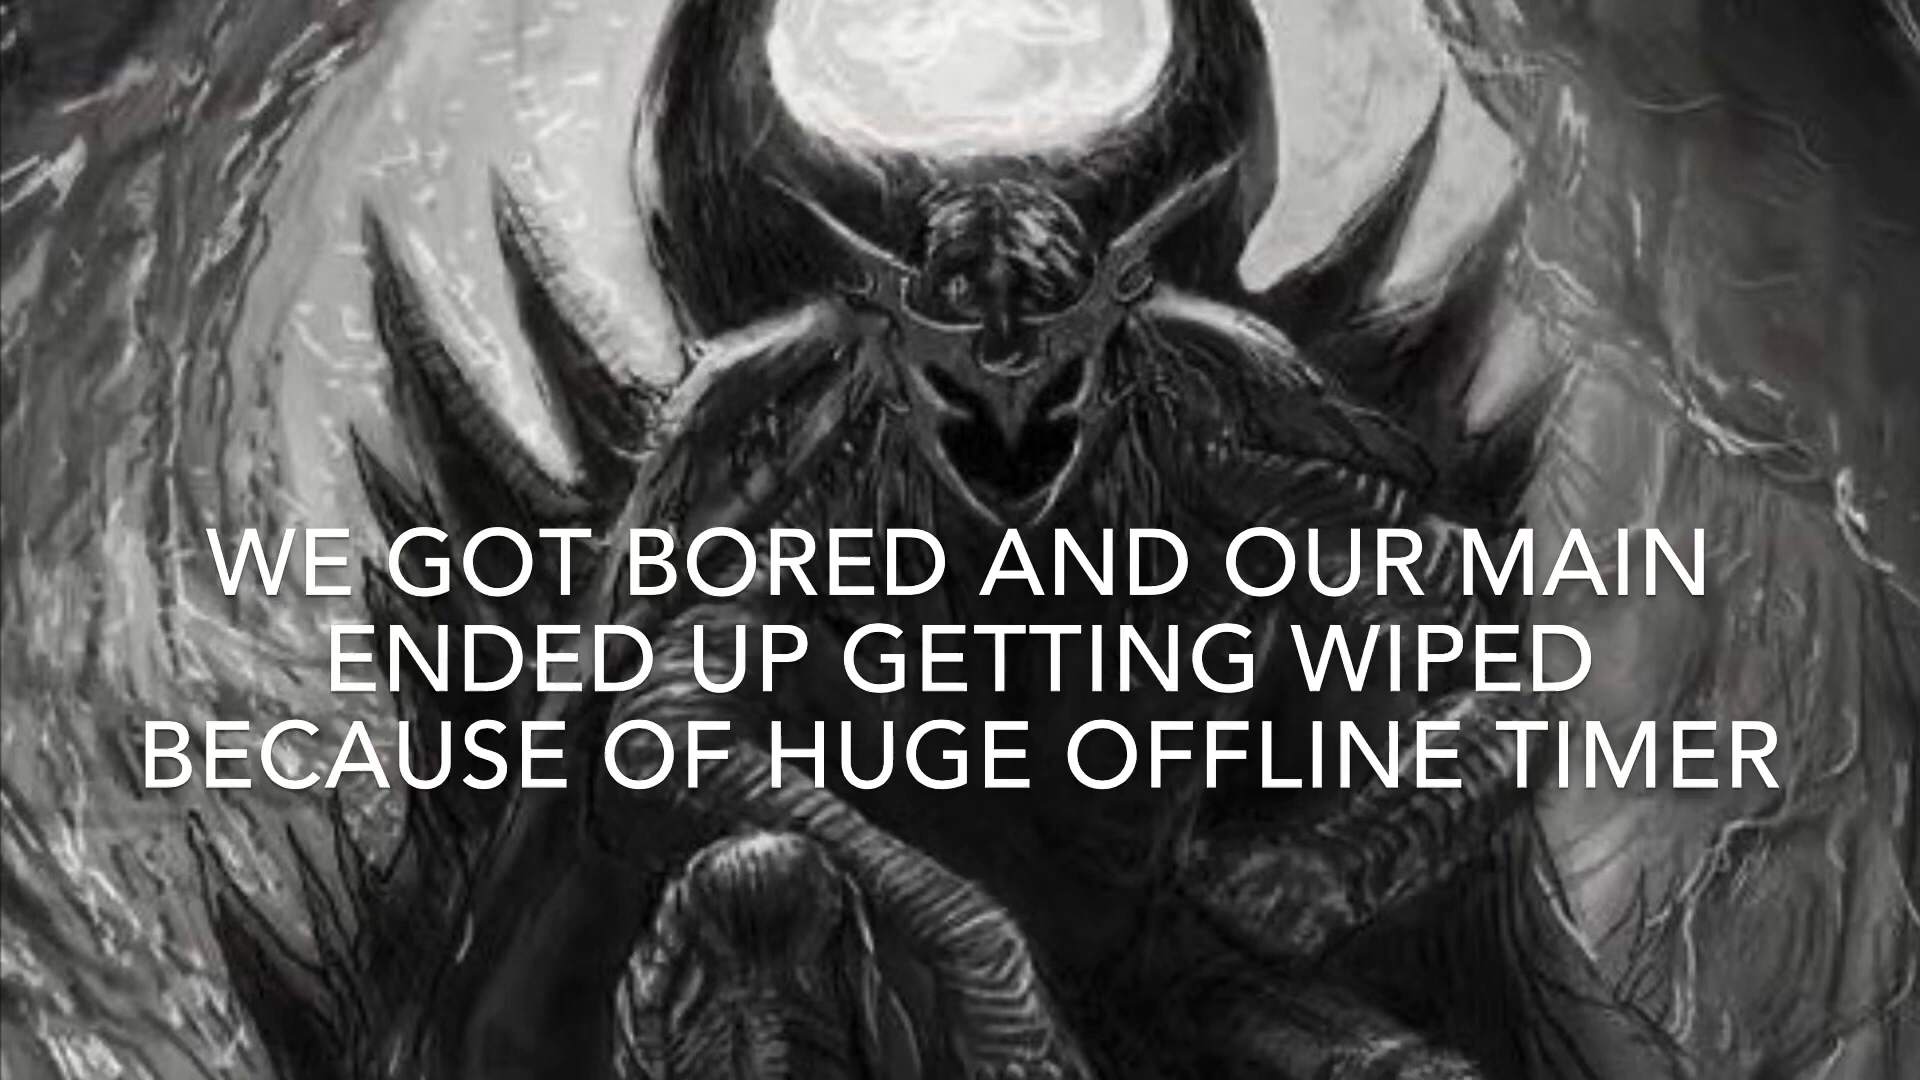 WE GOT BORED AND OUR MAIN
ENDED UP GETTING WIPED
BECAUSE OF HUGE OFFLINE TIMER